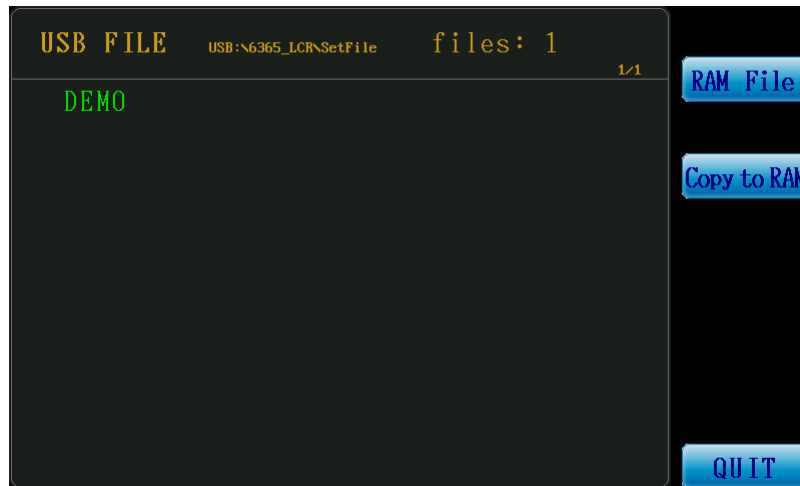 USB FILE USB:\6365_LCR\SetFile files: 1
1/1
DEMO
RAM File
Copy to RAM
QUIT